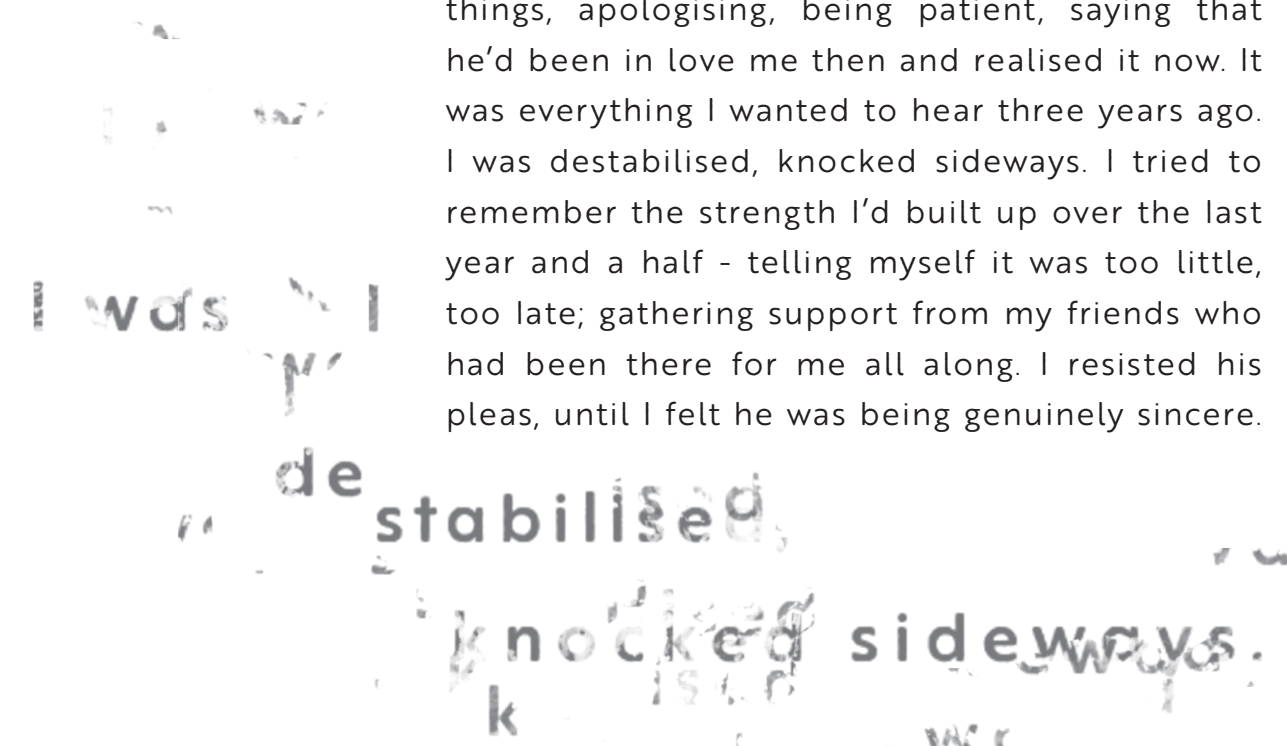 things, apologising, being patient, saying that
he’d been in love me then and realised it now. It
was everything I wanted to hear three years ago.
I was destabilised, knocked sideways. I tried to
remember the strength I’d built up over the last
year and a half - telling myself it was too little,
too late; gathering support from my friends who
had been there for me all along. I resisted his
pleas, until I felt he was being genuinely sincere.
I was I
de
stabilised,
knocked sideways.
k